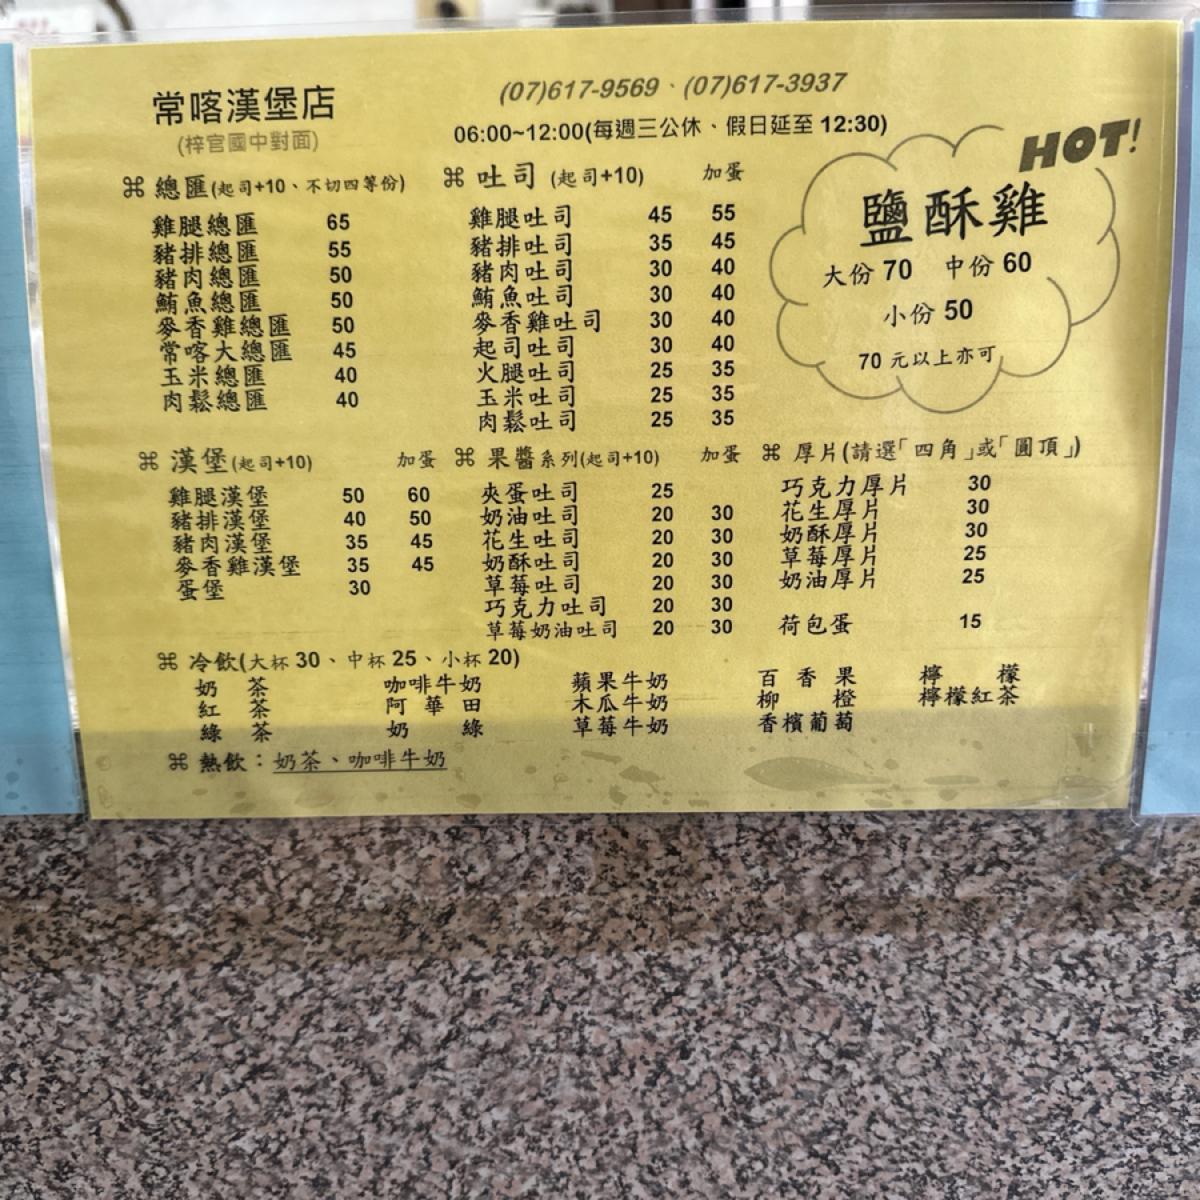 常喀漢堡店
(梓官國中對面)
(07)617-9569、(07)617-3937
06:00~12:00(每週三公休、假日延至 12:30)
⌘ 總匯(起司+10、不切四等份)
雞腿總匯 65
豬排總匯 55
豬肉總匯 50
鮪魚總匯 50
麥香雞總匯 50
常喀大總匯 45
玉米總匯 40
肉鬆總匯 40
⌘ 吐司 (起司+10) 加蛋
雞腿吐司 45 55
豬排吐司 35 45
豬肉吐司 30 40
鮪魚吐司 30 40
麥香雞吐司 30 40
起司吐司 30 40
火腿吐司 25 35
玉米吐司 25 35
肉鬆吐司 25 35
HOT!
鹽酥雞
大份 70 中份 60
小份 50
70 元以上亦可
⌘ 漢堡(起司+10) 加蛋
雞腿漢堡 50 60
豬排漢堡 40 50
豬肉漢堡 35 45
麥香雞漢堡 35 45
蛋堡 30
⌘ 果醬系列(起司+10) 加蛋
夾蛋吐司 25
奶油吐司 20 30
花生吐司 20 30
奶酥吐司 20 30
草莓吐司 20 30
巧克力吐司 20 30
草莓奶油吐司 20 30
⌘ 厚片(請選「四角」或「圓頂」)
巧克力厚片 30
花生厚片 30
奶酥厚片 30
草莓厚片 25
奶油厚片 25
荷包蛋 15
⌘ 冷飲(大杯 30、中杯 25、小杯 20)
奶茶 咖啡牛奶 蘋果牛奶 百香果 檸檬
紅茶 阿華田 木瓜牛奶 柳橙 檸檬紅茶
綠茶 奶綠 草莓牛奶 香檳葡萄
⌘ 熱飲：奶茶、咖啡牛奶